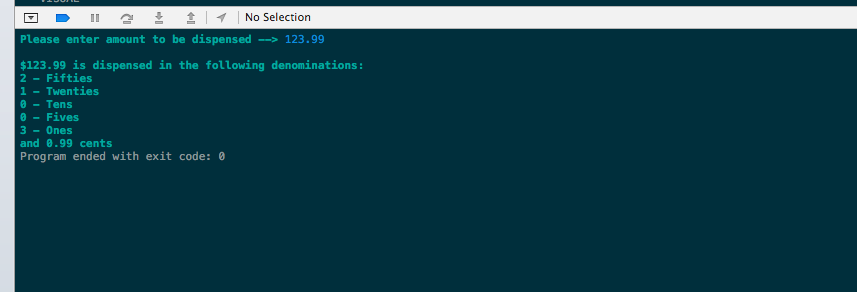 No Selection
Please enter amount to be dispensed ——> 123.99
$123.99 is dispensed in the following denominations:
2 – Fifties
1 – Twenties
0 – Tens
0 – Fives
3 – Ones
and 0.99 cents
Program ended with exit code: 0